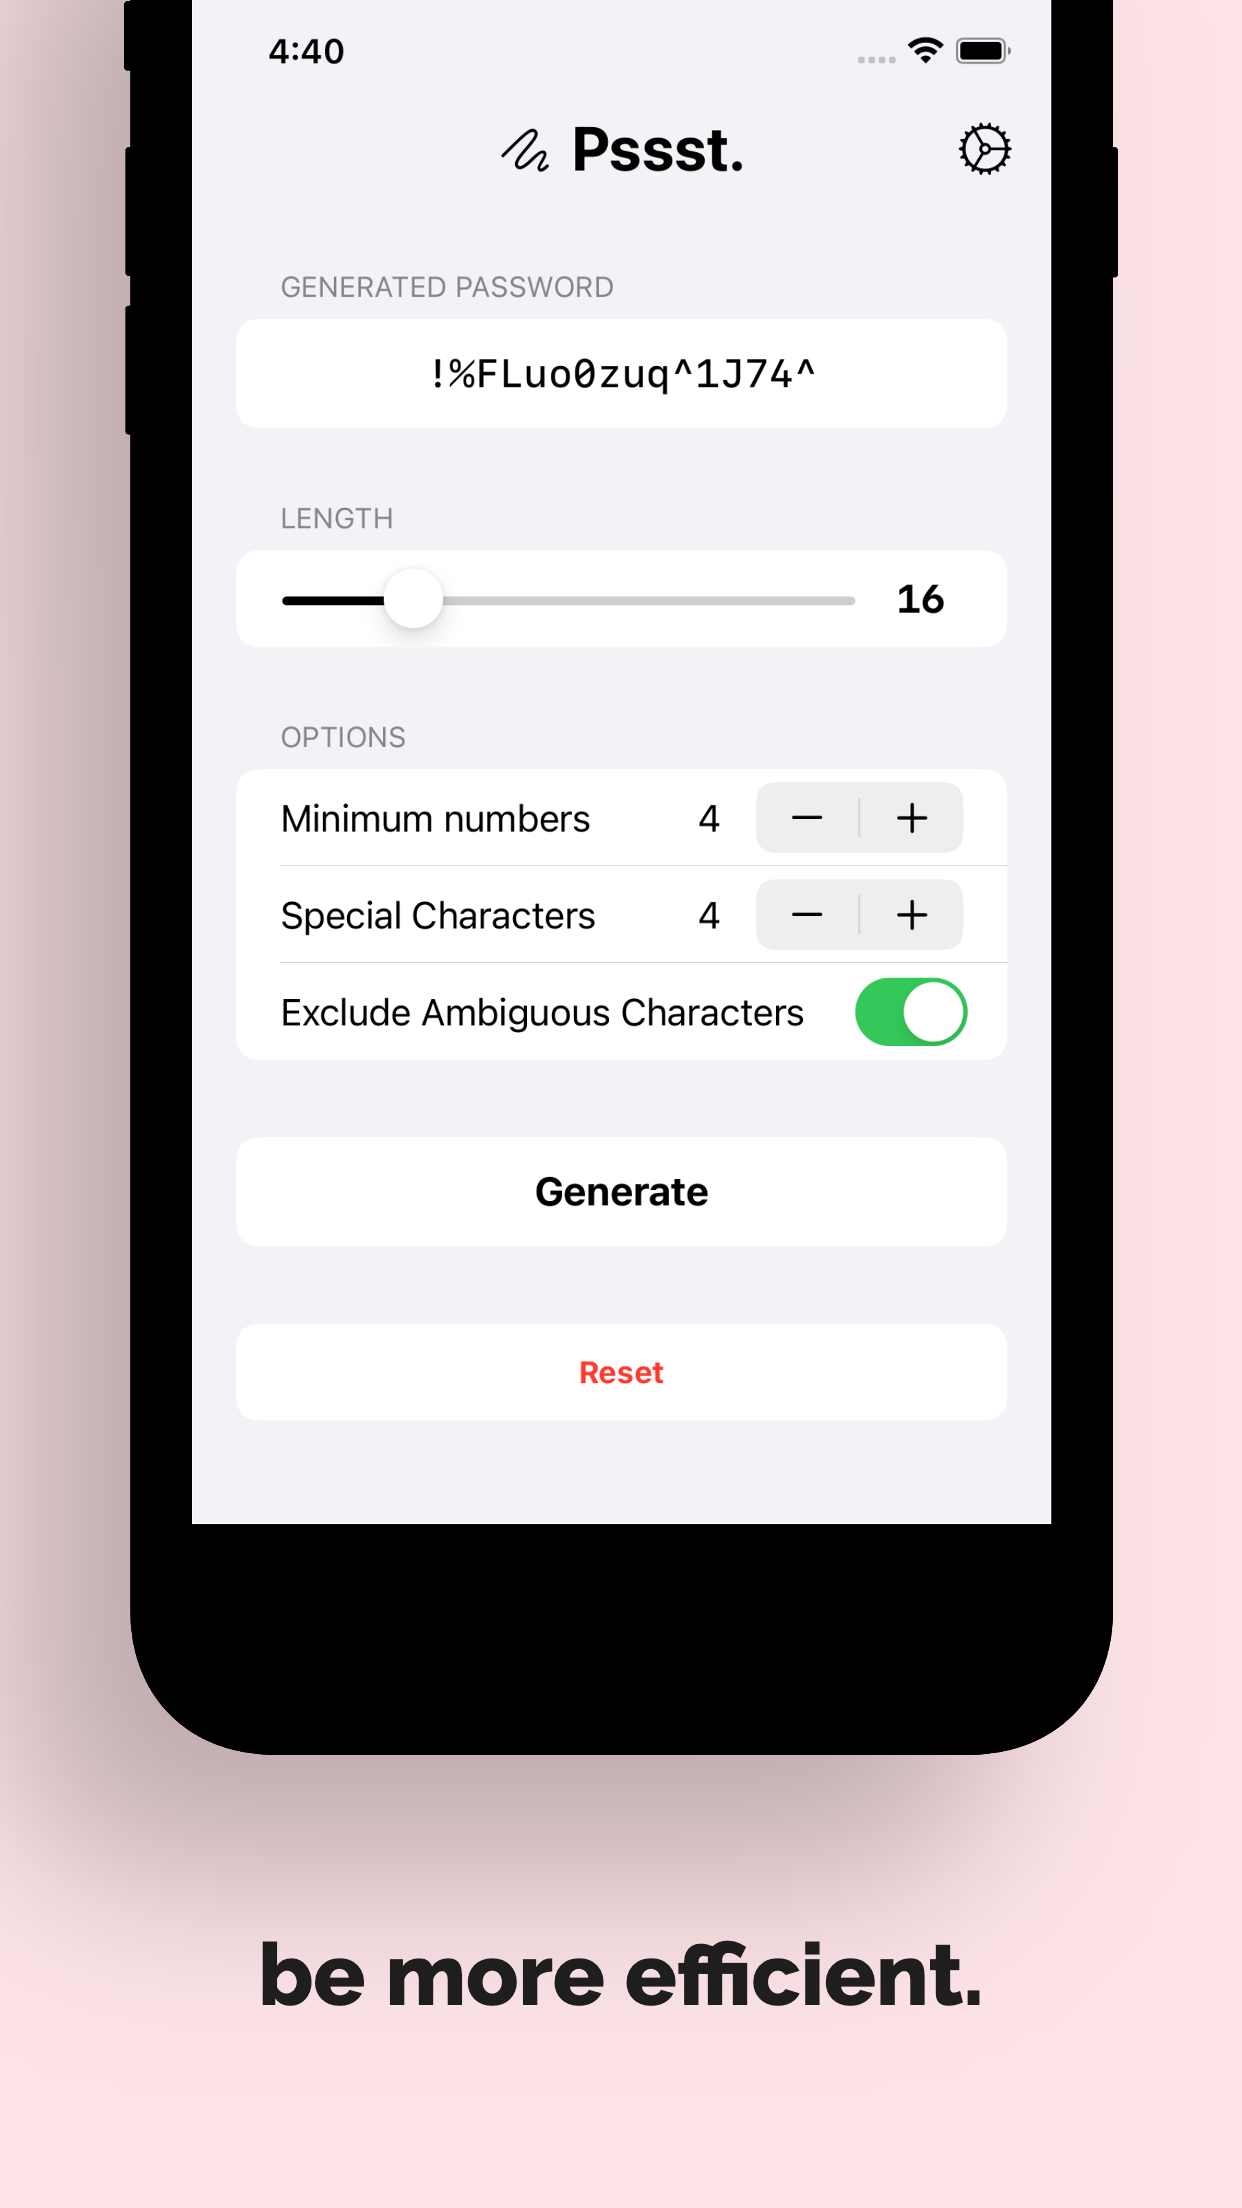 4:40
Pssst.
GENERATED PASSWORD
!%FLuo0zuq^1J74^
LENGTH
16
OPTIONS
Minimum numbers 4 − +
Special Characters 4 − +
Exclude Ambiguous Characters
Generate
Reset
be more efficient.